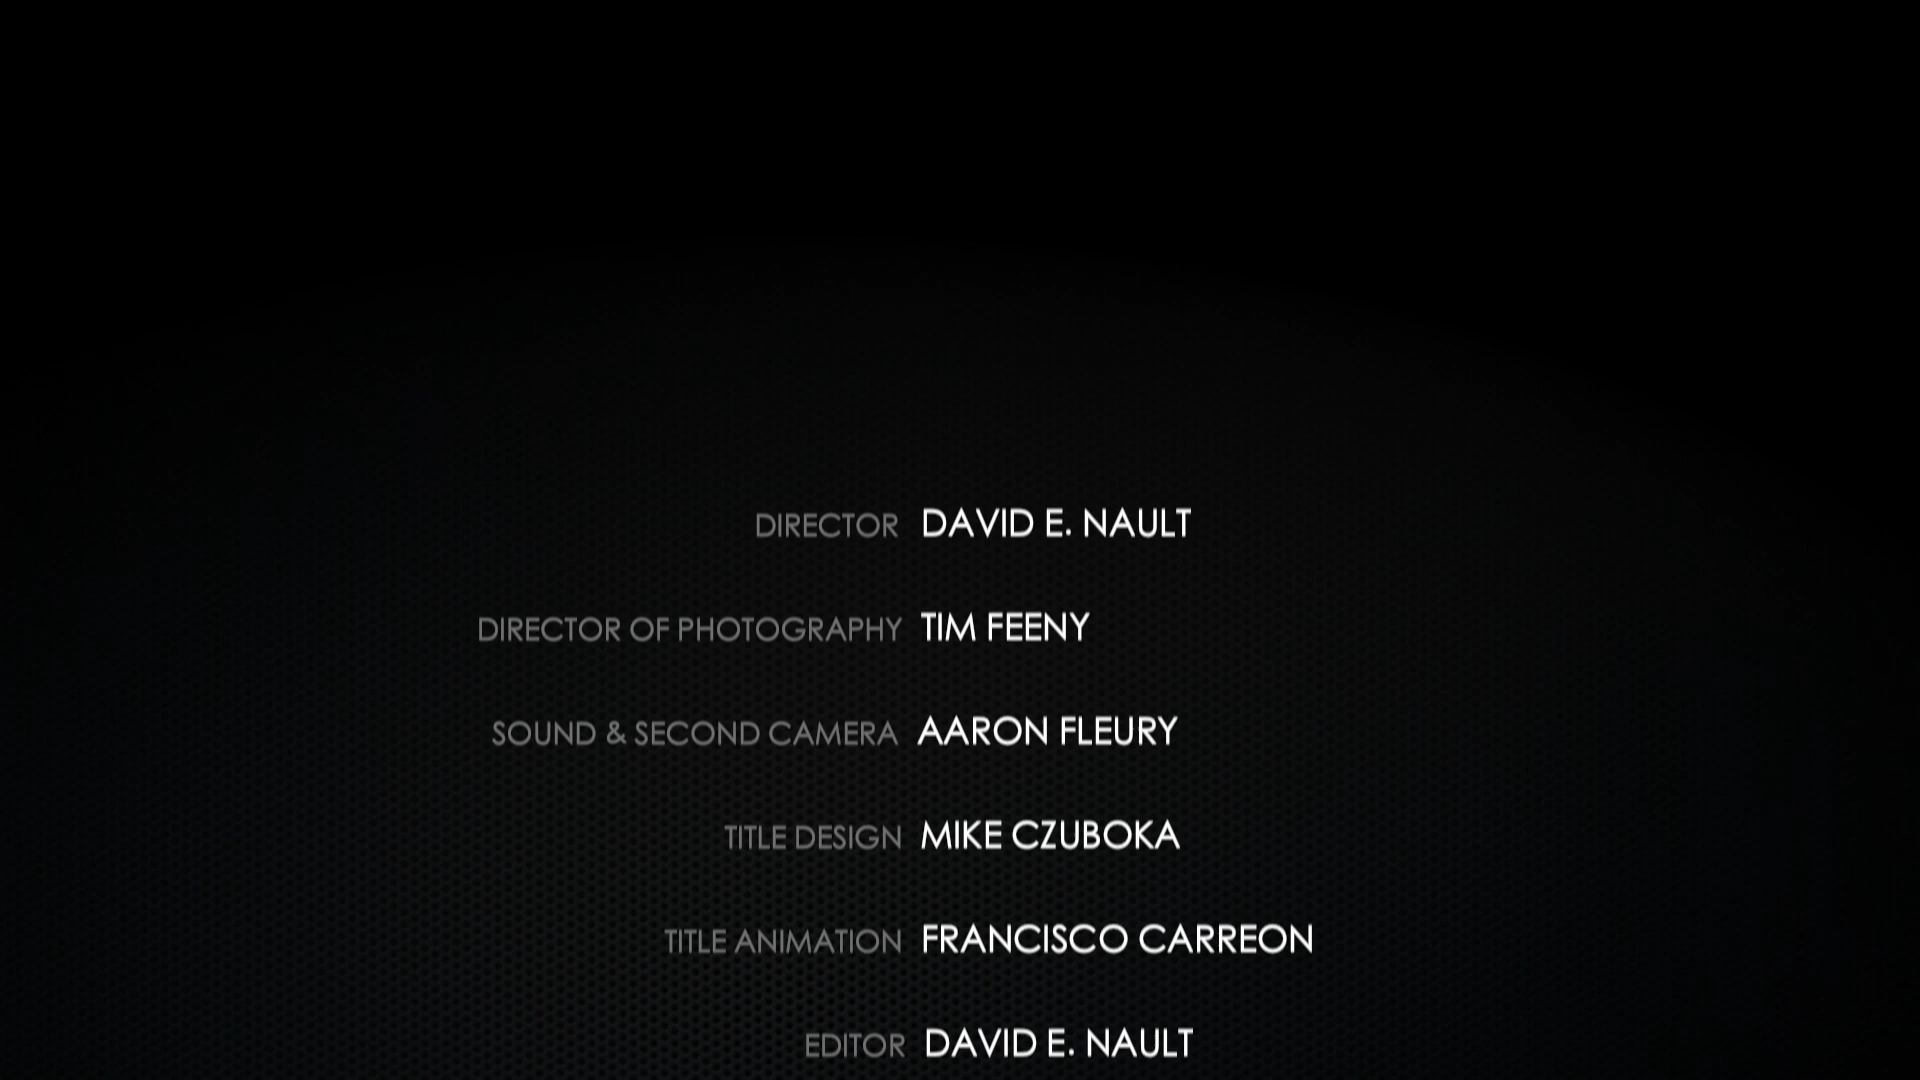 DIRECTOR DAVID E. NAULT
DIRECTOR OF PHOTOGRAPHY TIM FEENY
SOUND & SECOND CAMERA AARON FLEURY
TITLE DESIGN MIKE CZUBOKA
TITLE ANIMATION FRANCISCO CARREON
EDITOR DAVID E. NAULT